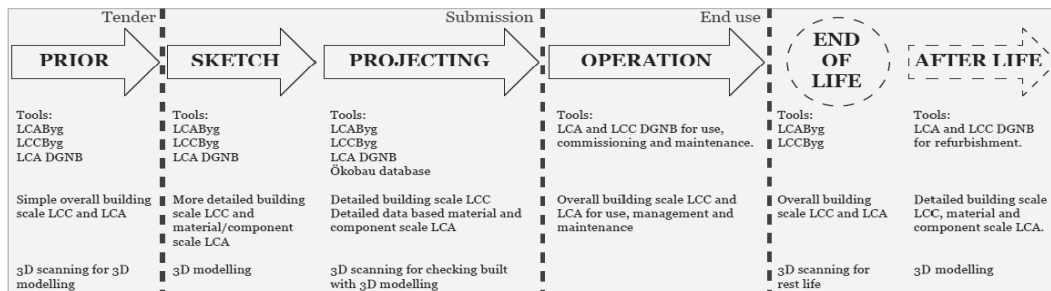 Tender
Submission
End use
PRIOR
SKETCH
PROJECTING
OPERATION
END
OF
LIFE
AFTER LIFE
Tools:
LCAByg
LCCByg
LCA DGNB
Tools:
LCAByg
LCCByg
LCA DGNB
Tools:
LCAByg
LCCByg
LCA DGNB
Ökobau database
Tools:
LCA and LCC DGNB for use,
commissioning and maintenance.
Tools:
LCAByg
LCCByg
Tools:
LCA and LCC DGNB
for refurbishment.
Simple overall building
scale LCC and LCA
More detailed building
scale LCC and
material/component
scale LCA
Detailed building scale LCC
Detailed data based material and
component scale LCA
Overall building scale LCC and
LCA for use, management and
maintenance
Overall building
scale LCC and LCA
Detailed building scale
LCC, material and
component scale LCA.
3D scanning for 3D
modelling
3D modelling
3D scanning for checking built
with 3D modelling
3D scanning for
rest life
3D modelling